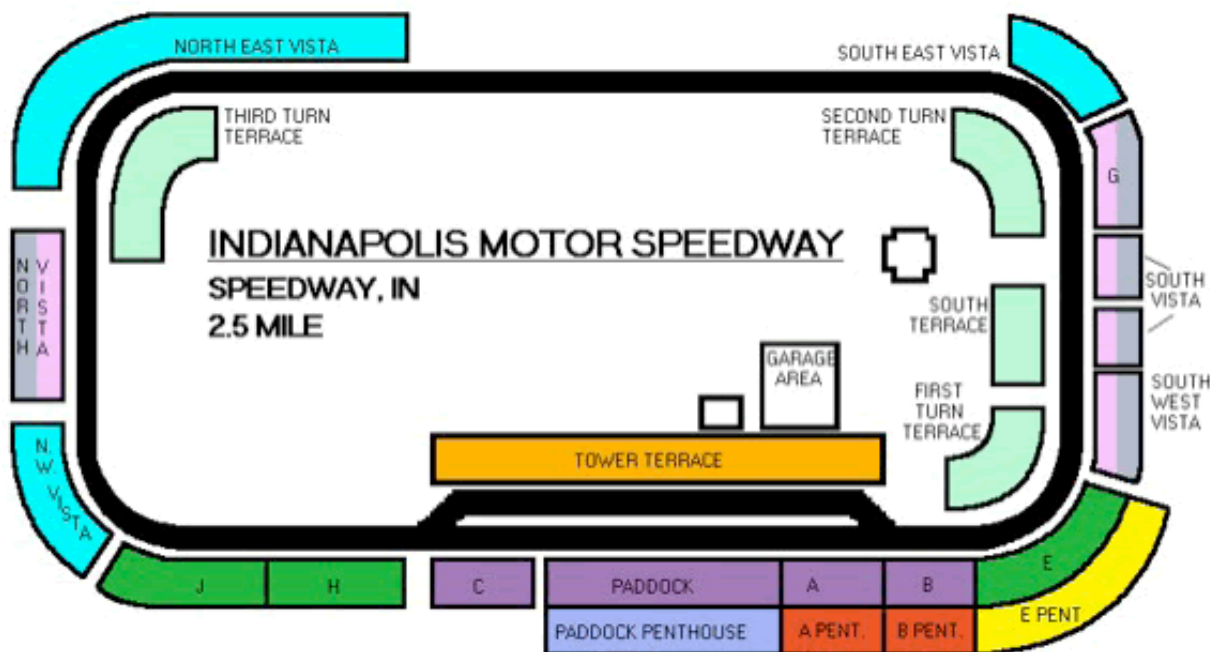 NORTH EAST VISTA
SOUTH EAST VISTA
THIRD TURN
TERRACE
SECOND TURN
TERRACE
G
INDIANAPOLIS MOTOR SPEEDWAY
SPEEDWAY, IN
2.5 MILE
NORTH
VISTA
SOUTH
VISTA
SOUTH
TERRACE
GARAGE
AREA
FIRST
TURN
TERRACE
SOUTH
WEST
VISTA
N.W. VISTA
TOWER TERRACE
J
H
C
PADDOCK
A
B
E
PADDOCK PENTHOUSE
A PENT.
B PENT.
E PENT